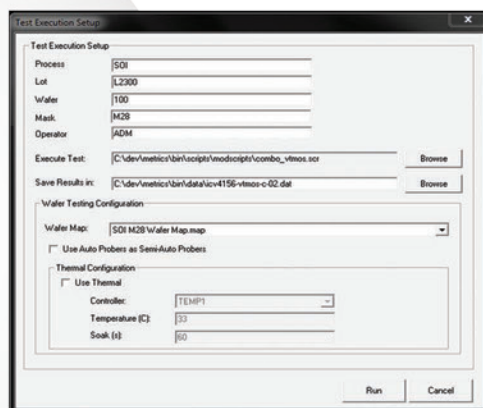 Test Execution Setup
Test Execution Setup
Process SOI
Lot L2300
Wafer 100
Mask M28
Operator ADM
Execute Test: C:\dev\metrics\bin\scripts\modscripts\combo_vtmos.scr Browse
Save Results in: C:\dev\metrics\bin\data\icv4156-vtmos-c-02.dat Browse
Wafer Testing Configuration
Wafer Map: SOI M28 Wafer Map.map
Use Auto Probers as Semi-Auto Probers
Thermal Configuration
Use Thermal
Controller: TEMP1
Temperature (C): 33
Soak (s): 60
Run Cancel